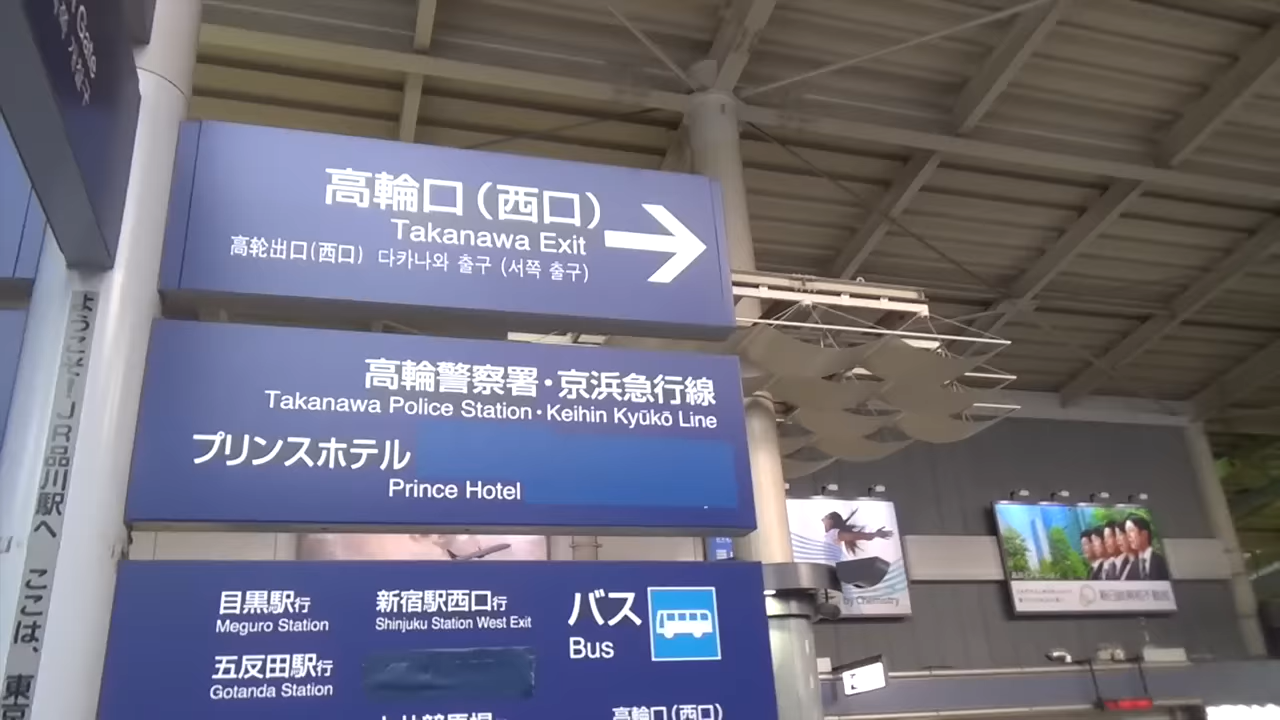 Gate
高輪口（西口）
Takanawa Exit
高轮出口(西口) 다카나와 출구 (서쪽 출구)
高輪警察署・京浜急行線
Takanawa Police Station・Keihin Kyūkō Line
プリンスホテル
Prince Hotel
目黒駅行
Meguro Station
新宿駅西口行
Shinjuku Station West Exit
バス
Bus
五反田駅行
Gotanda Station
高輪口(西口)
ようこそーJR品川駅へ ここは、東
by Chemistry